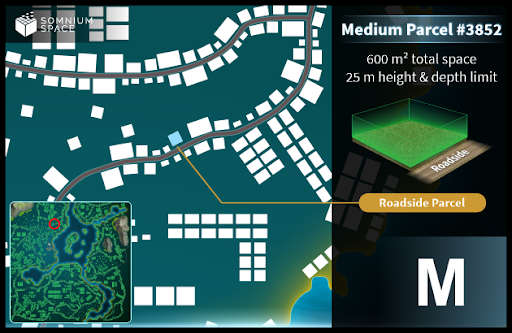 SOMNIUM
SPACE
Medium Parcel #3852
600 m² total space
25 m height & depth limit
Roadside
Roadside Parcel
M